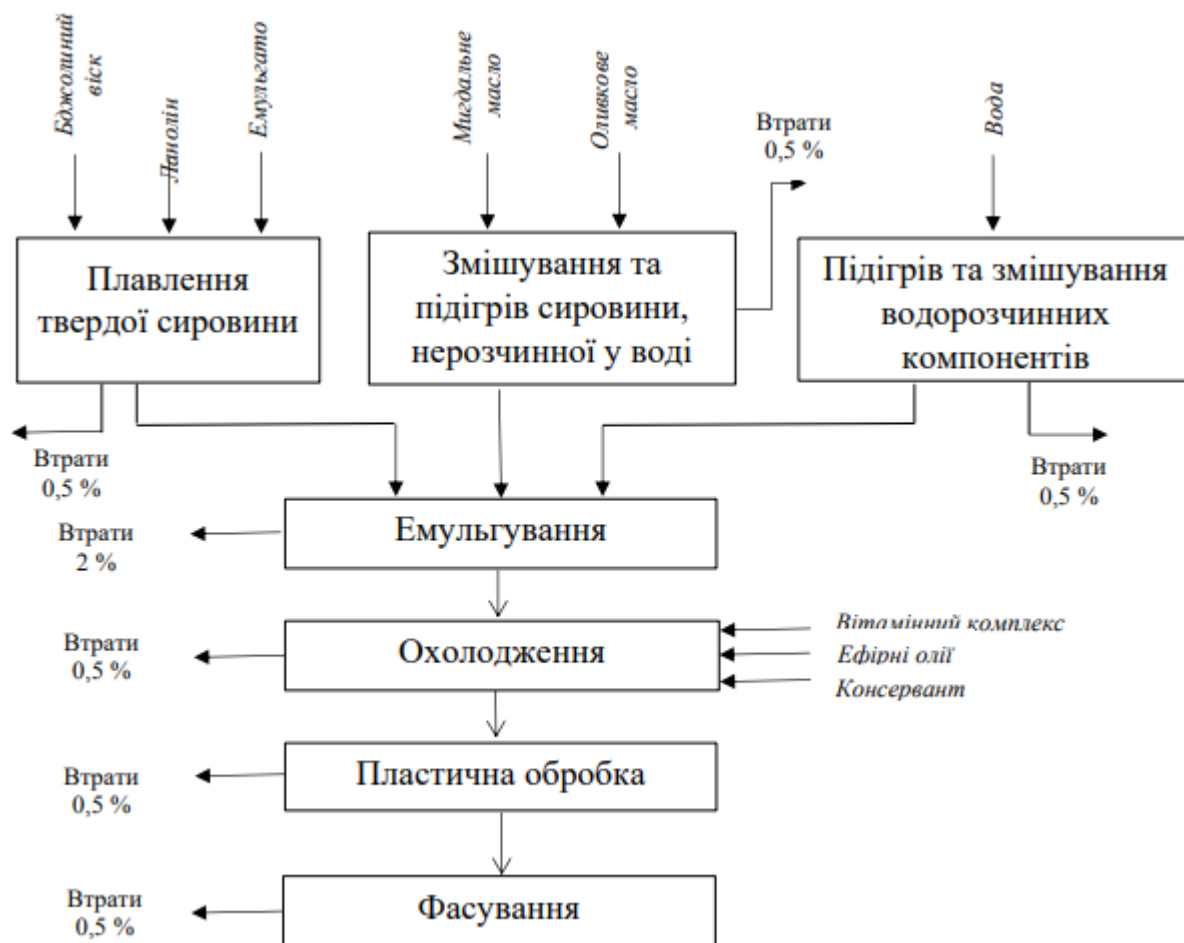 Бджолиний
віск
Ланолін
Емульгато
Мигдальне
масло
Оливкове
масло
Втрати
0,5 %
Вода
Плавлення
твердої сировини
Змішування та
підігрів сировини,
нерозчинної у воді
Підігрів та змішування
водорозчинних
компонентів
Втрати
0,5 %
Втрати
0,5 %
Втрати
2 %
Емульгування
Втрати
0,5 %
Охолодження
Вітамінний комплекс
Ефірні олії
Консервант
Втрати
0,5 %
Пластична обробка
Втрати
0,5 %
Фасування